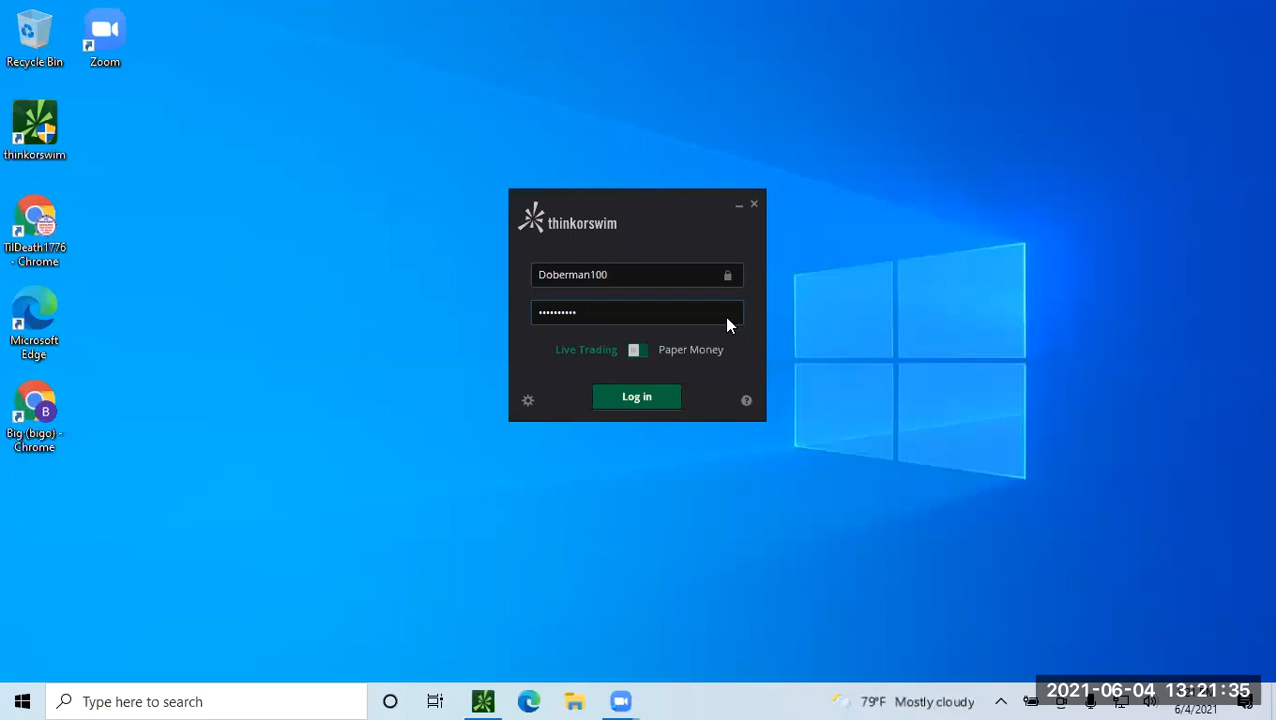 Recycle Bin
Zoom
thinkorswim
TilDeath1776
- Chrome
Microsoft
Edge
Big (bigo) -
Chrome
thinkorswim
Doberman100
••••••••••
Live Trading
Paper Money
Log in
Type here to search
79°F Mostly cloudy
2021-06-04 13:21:35
6/4/2021